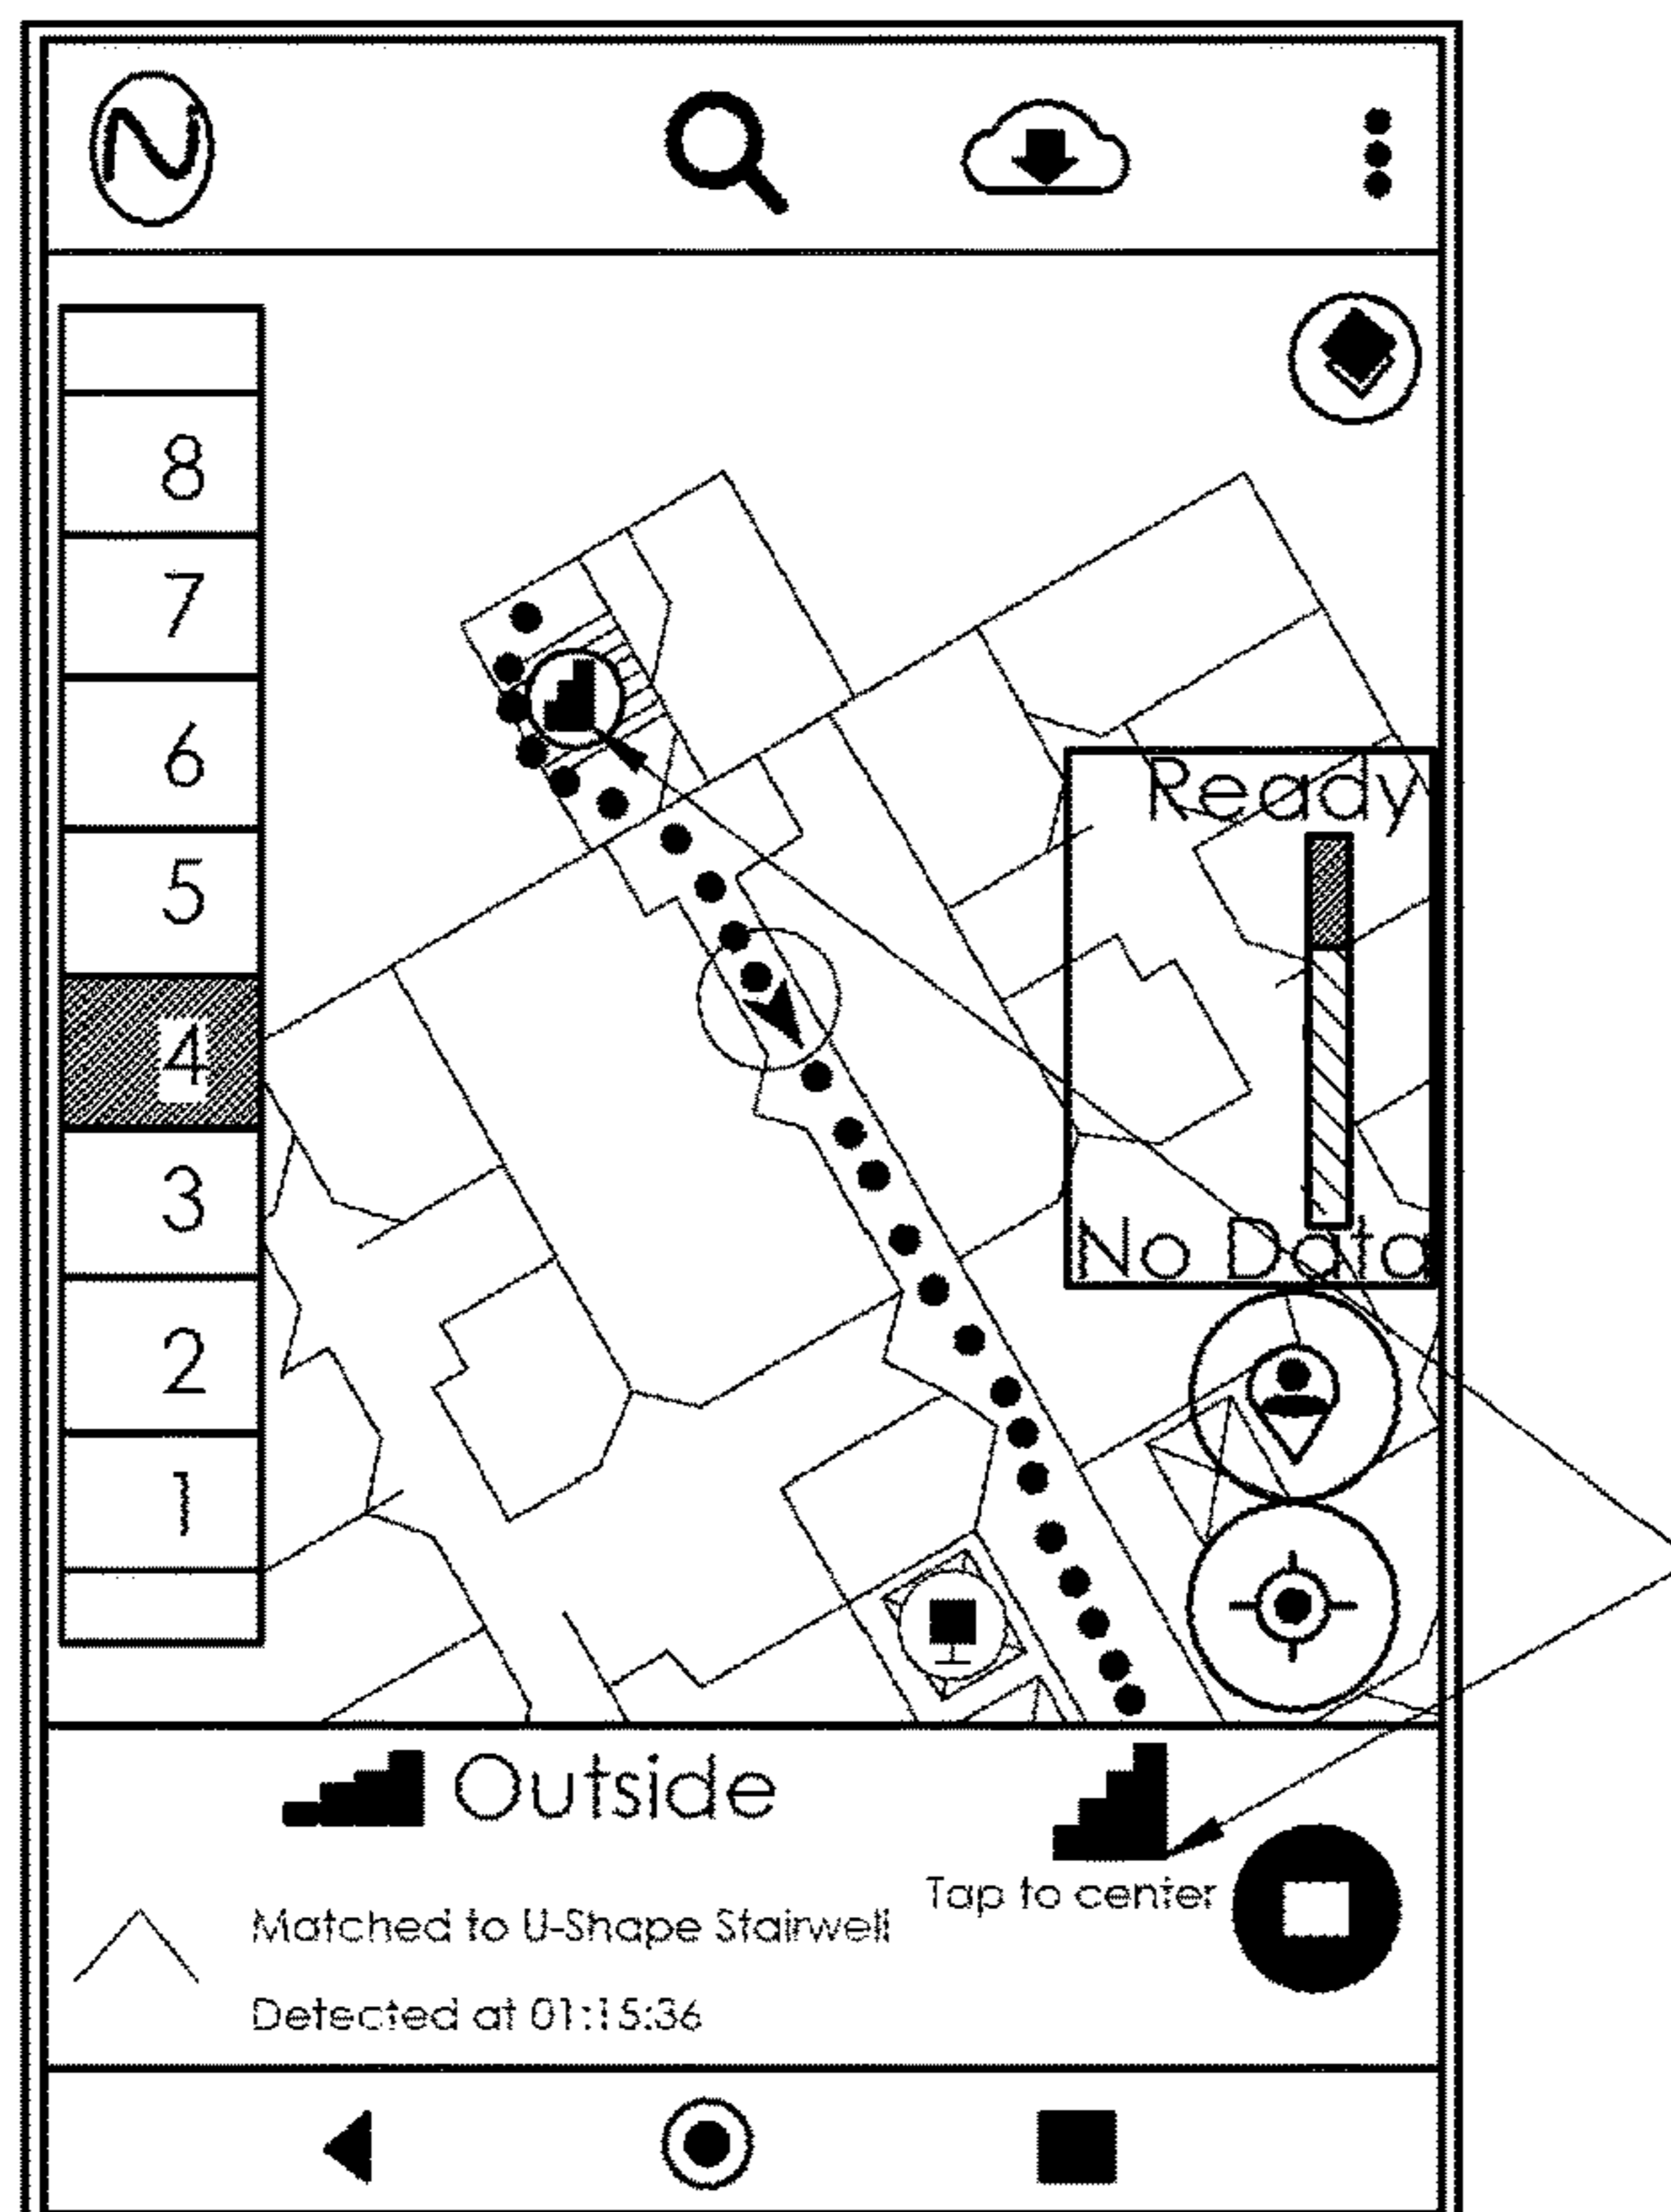 8
7
6
5
4
3
2
1
Ready
No Data
Outside
Tap to center
Matched to U-Shape Stairwell
Detected at 01:15:36